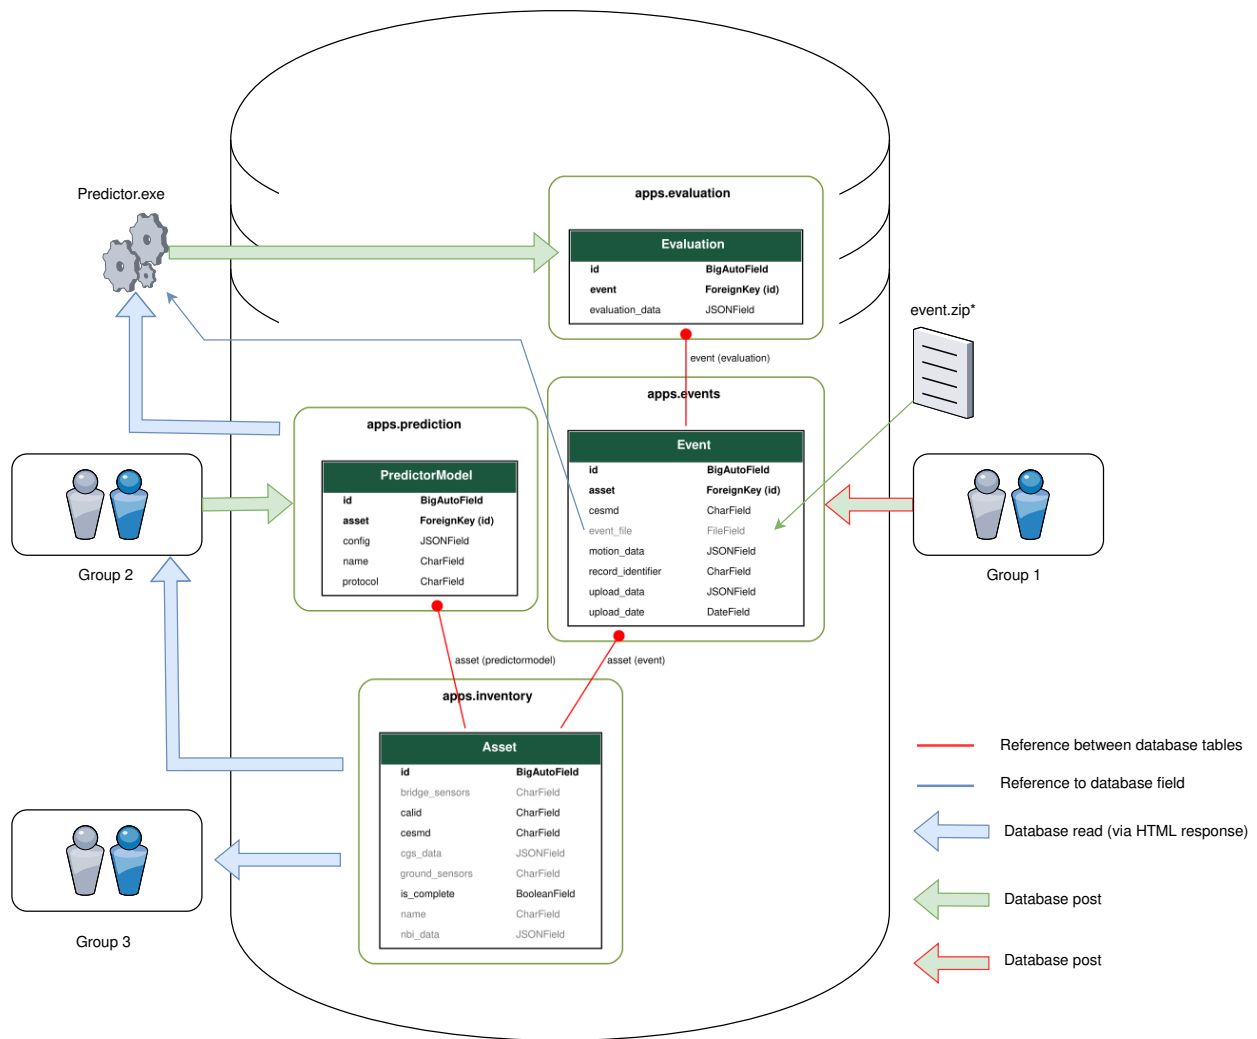 Predictor.exe
apps.evaluation
Evaluation
id BigAutoField
event ForeignKey (id)
evaluation_data JSONField
event.zip*
event (evaluation)
apps.events
Event
id BigAutoField
asset ForeignKey (id)
cesmd CharField
event_file FileField
motion_data JSONField
record_identifier CharField
upload_data JSONField
upload_date DateField
apps.prediction
PredictorModel
id BigAutoField
asset ForeignKey (id)
config JSONField
name CharField
protocol CharField
Group 2
Group 1
asset (predictormodel)
asset (event)
apps.inventory
Asset
id BigAutoField
bridge_sensors CharField
calid CharField
cesmd CharField
cgs_data JSONField
ground_sensors CharField
is_complete BooleanField
name CharField
nbi_data JSONField
Group 3
Reference between database tables
Reference to database field
Database read (via HTML response)
Database post
Database post